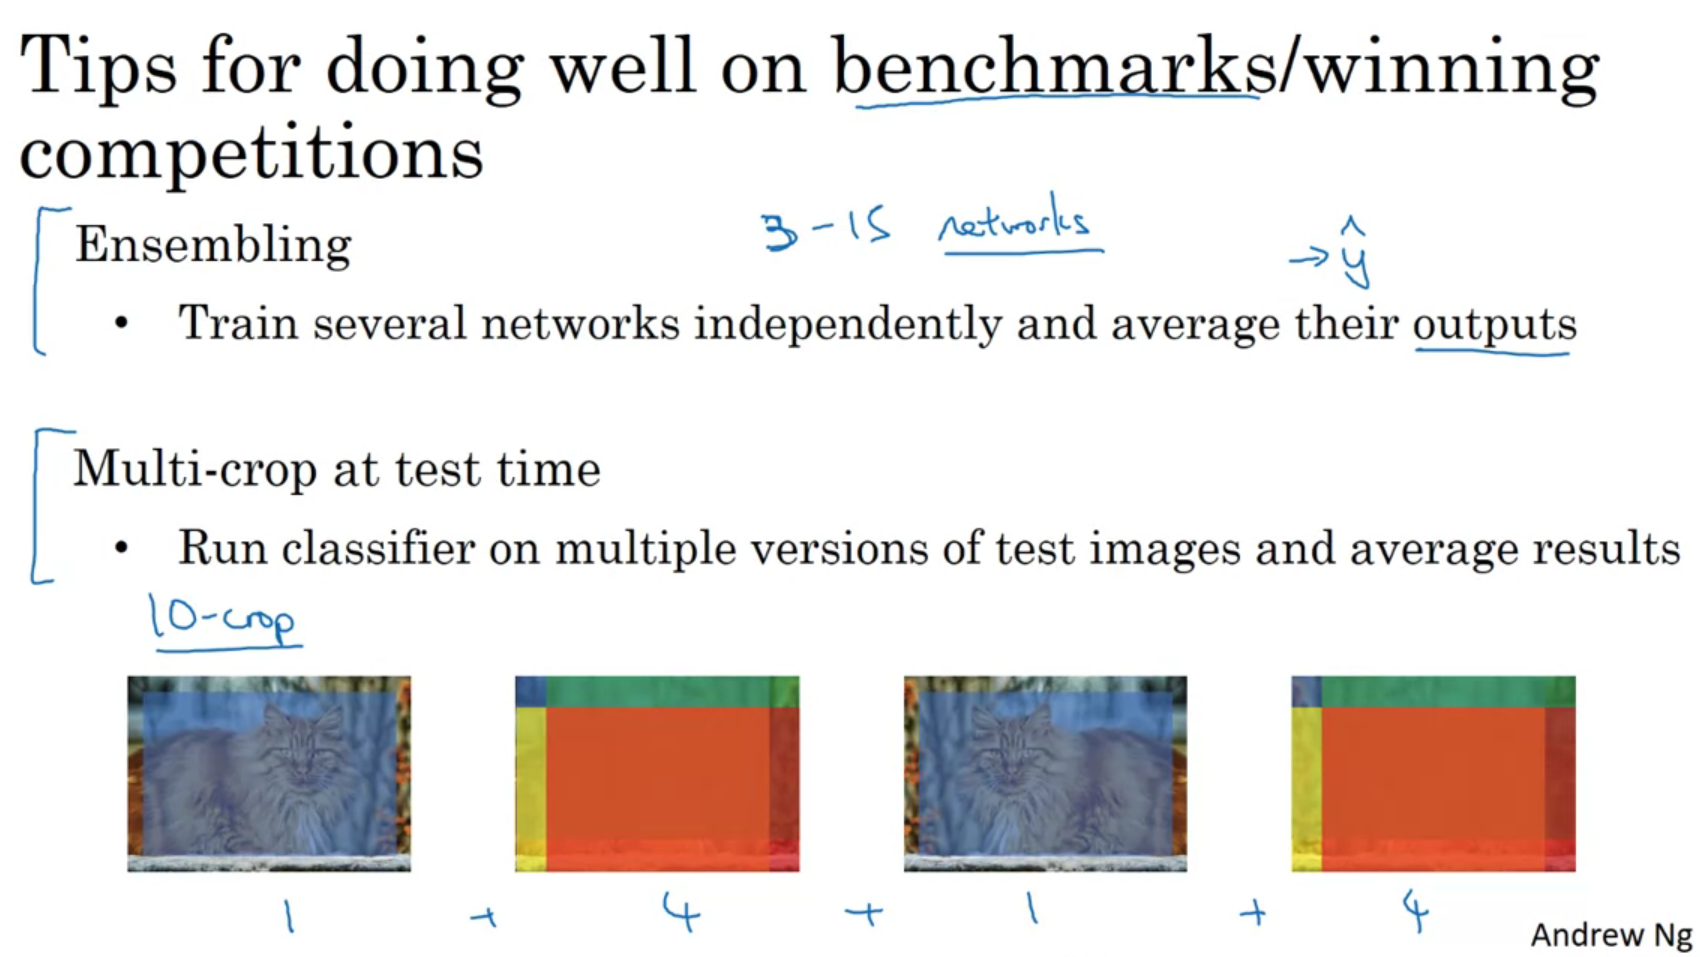 Tips for doing well on benchmarks/winning
competitions
3-15 networks
→ ŷ
Ensembling
• Train several networks independently and average their outputs
Multi-crop at test time
• Run classifier on multiple versions of test images and average results
10-crop
1 + 4 + 1 + 4
Andrew Ng